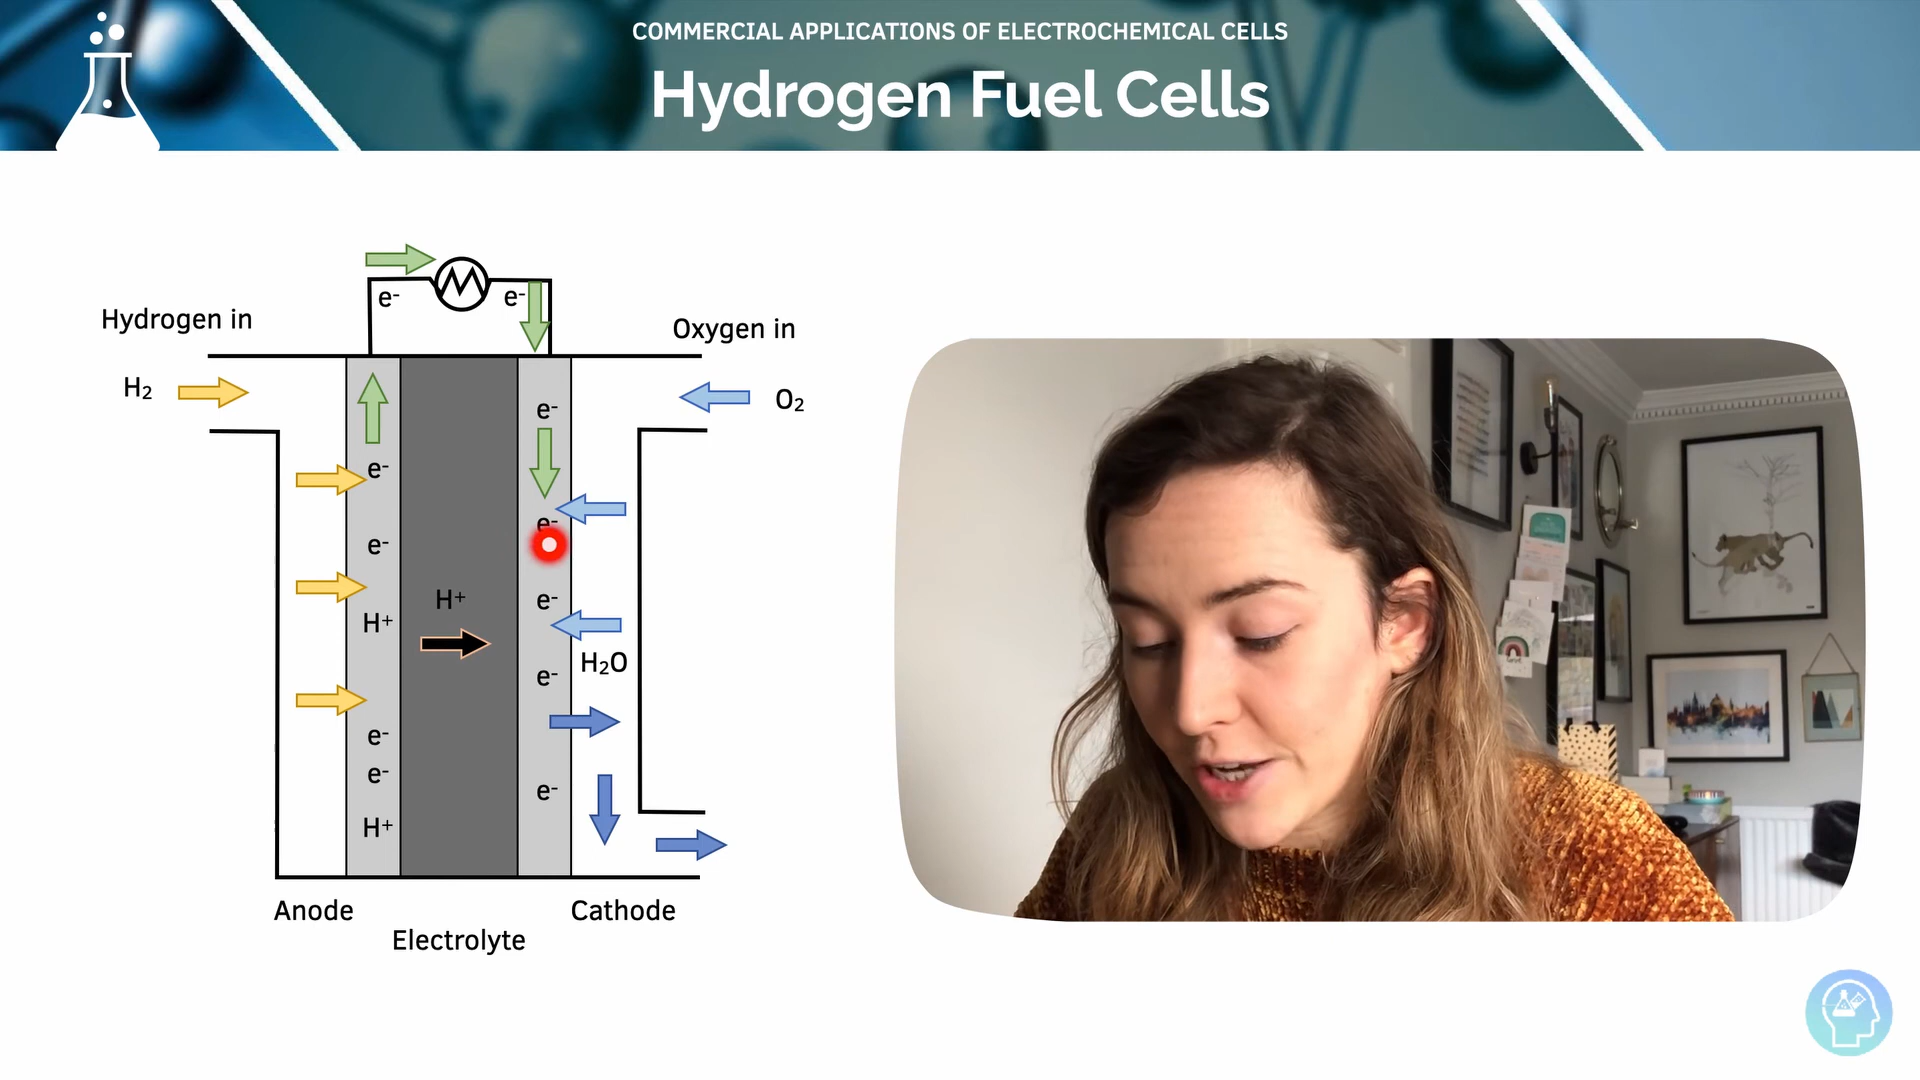 COMMERCIAL APPLICATIONS OF ELECTROCHEMICAL CELLS
Hydrogen Fuel Cells
e-
e-
Hydrogen in
Oxygen in
H₂
O₂
e-
e-
e-
e-
e-
H⁺
H⁺
e-
H₂O
e-
e-
e-
e-
H⁺
Anode
Cathode
Electrolyte